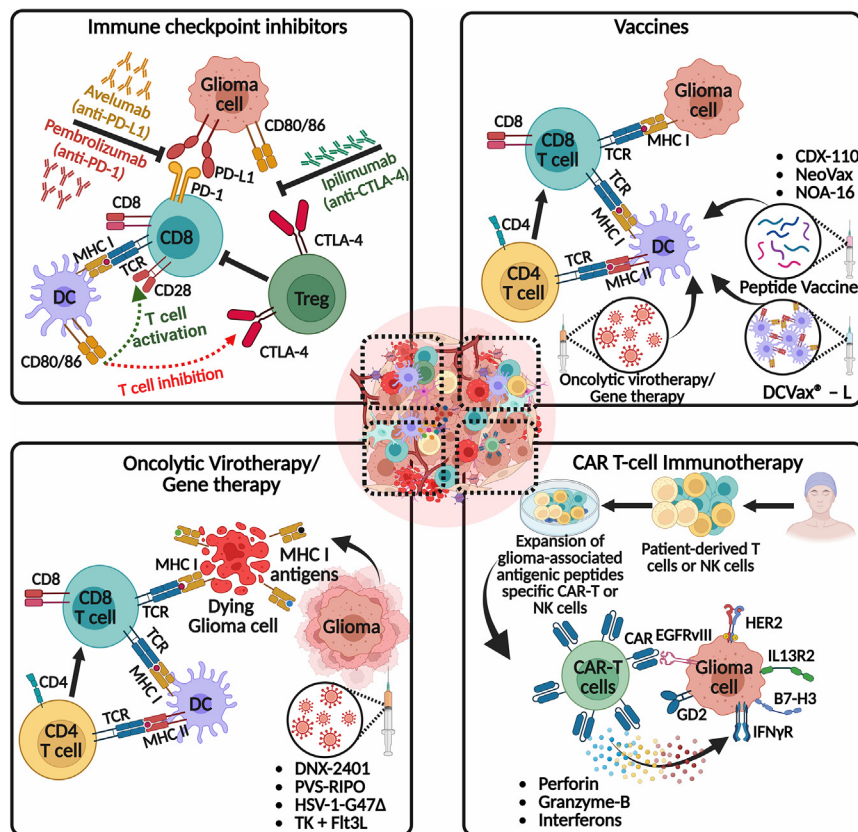 Immune checkpoint inhibitors
Avelumab
(anti-PD-L1)
Pembrolizumab
(anti-PD-1)
Glioma
cell
CD80/86
PD-L1
PD-1
Ipilimumab
(anti-CTLA-4)
CD8
CD8
MHC I
TCR
CD28
CTLA-4
DC
Treg
T cell
activation
CTLA-4
CD80/86
T cell inhibition
Vaccines
Glioma
cell
CD8
CD8
T cell
TCR
MHC I
CDX-110
NeoVax
NOA-16
TCR
MHC I
CD4
DC
CD4
T cell
TCR
MHC II
Peptide Vaccine
Oncolytic virotherapy/
Gene therapy
DCVax® – L
Oncolytic Virotherapy/
Gene therapy
MHC I
MHC I
antigens
CD8
CD8
T cell
TCR
Dying
Glioma cell
Glioma
TCR
MHC I
CD4
DC
CD4
T cell
TCR
MHC II
DNX-2401
PVS-RIPO
HSV-1-G47Δ
TK + Flt3L
CAR T-cell Immunotherapy
Expansion of
glioma-associated
antigenic peptides
specific CAR-T or
NK cells
Patient-derived T
cells or NK cells
CAR
EGFRvIII
HER2
IL13R2
CAR-T
cells
Glioma
cell
B7-H3
GD2
IFNγR
Perforin
Granzyme-B
Interferons